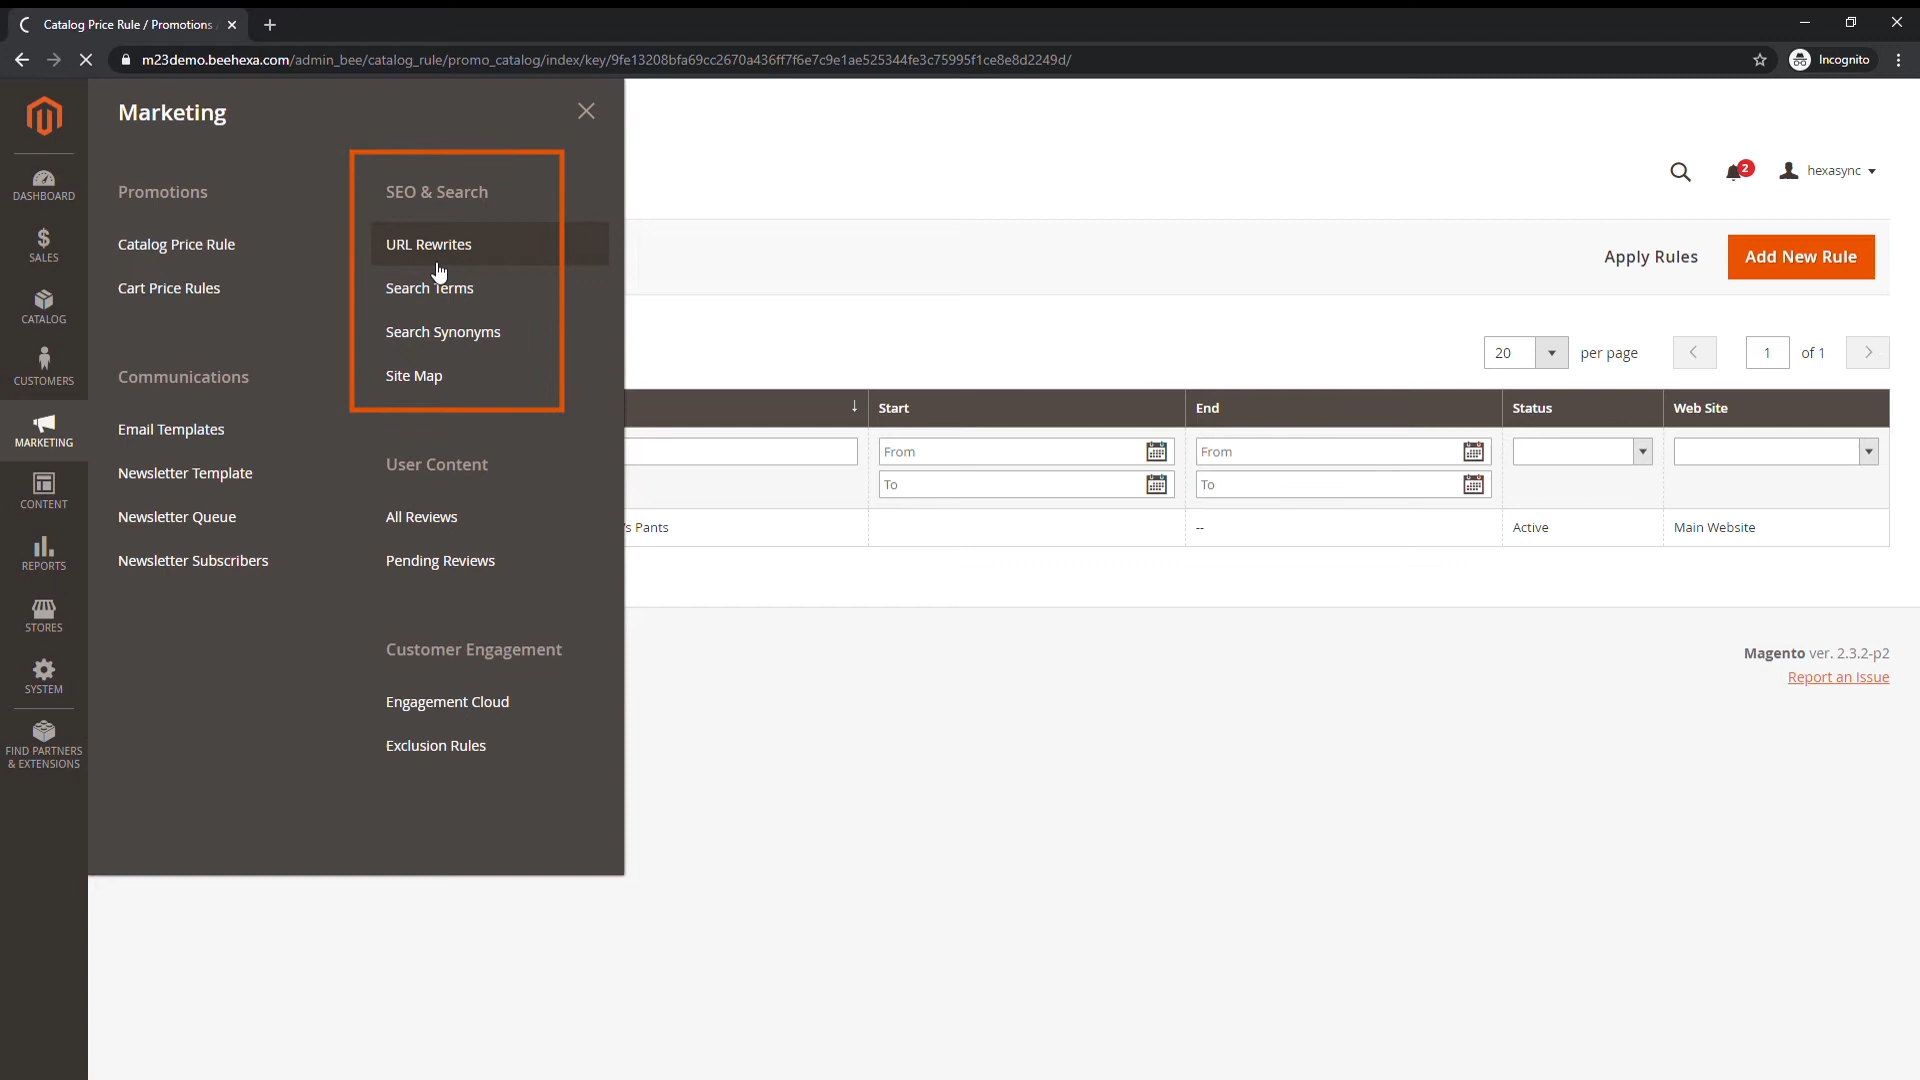 Catalog Price Rule / Promotions
m23demo.beehexa.com/admin_bee/catalog_rule/promo_catalog/index/key/9fe13208bfa69cc2670a436ff7f6e7c9e1ae525344fe3c75995f1ce8e8d2249d/
Incognito
DASHBOARD
SALES
CATALOG
CUSTOMERS
MARKETING
CONTENT
REPORTS
STORES
SYSTEM
FIND PARTNERS
& EXTENSIONS
Marketing
Promotions
Catalog Price Rule
Cart Price Rules
Communications
Email Templates
Newsletter Template
Newsletter Queue
Newsletter Subscribers
SEO & Search
URL Rewrites
Search Terms
Search Synonyms
Site Map
User Content
All Reviews
Pending Reviews
Customer Engagement
Engagement Cloud
Exclusion Rules
2
hexasync
Apply Rules
Add New Rule
20 per page 1 of 1
Start End Status Web Site
From From
To To
's Pants -- Active Main Website
Magento ver. 2.3.2-p2
Report an Issue